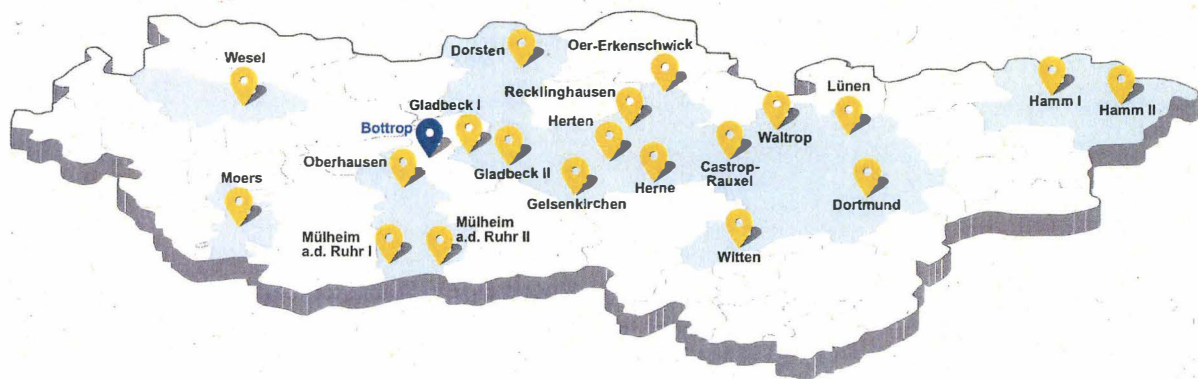 Wesel
Dorsten
Oer-Erkenschwick
Recklinghausen
Gladbeck I
Bottrop
Herten
Waltrop
Lünen
Hamm I
Hamm II
Oberhausen
Gladbeck II
Moers
Gelsenkirchen
Herne
Castrop-
Rauxel
Dortmund
Mülheim
a.d. Ruhr I
Mülheim
a.d. Ruhr II
Witten